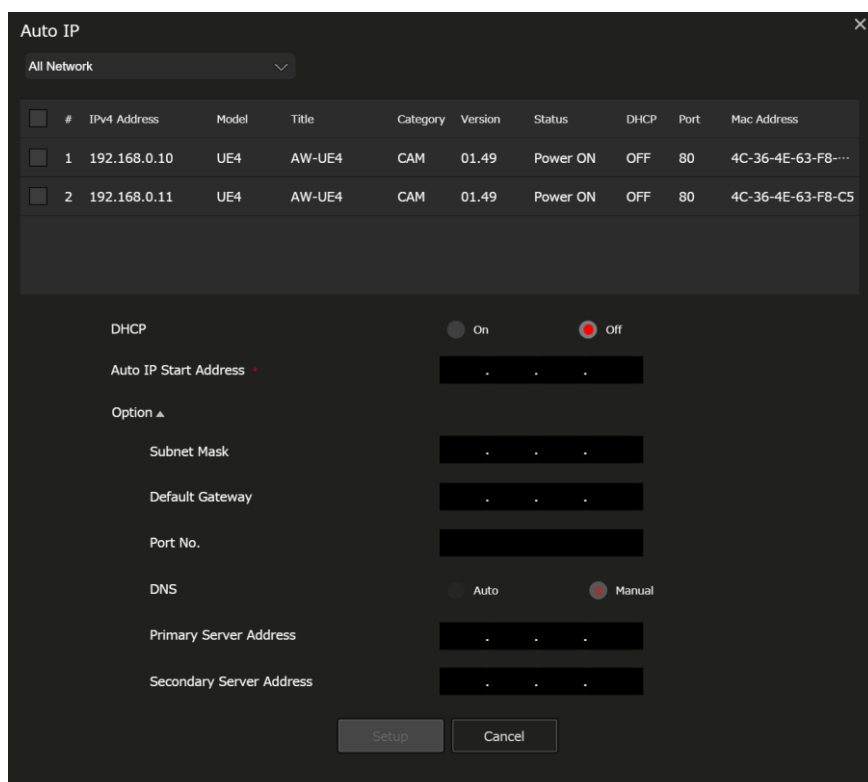 Auto IP ×
All Network
# IPv4 Address Model Title Category Version Status DHCP Port Mac Address
1 192.168.0.10 UE4 AW-UE4 CAM 01.49 Power ON OFF 80 4C-36-4E-63-F8-···
2 192.168.0.11 UE4 AW-UE4 CAM 01.49 Power ON OFF 80 4C-36-4E-63-F8-C5
DHCP On Off
Auto IP Start Address * . . .
Option ▲
Subnet Mask . . .
Default Gateway . . .
Port No.
DNS Auto Manual
Primary Server Address . . .
Secondary Server Address . . .
Setup Cancel